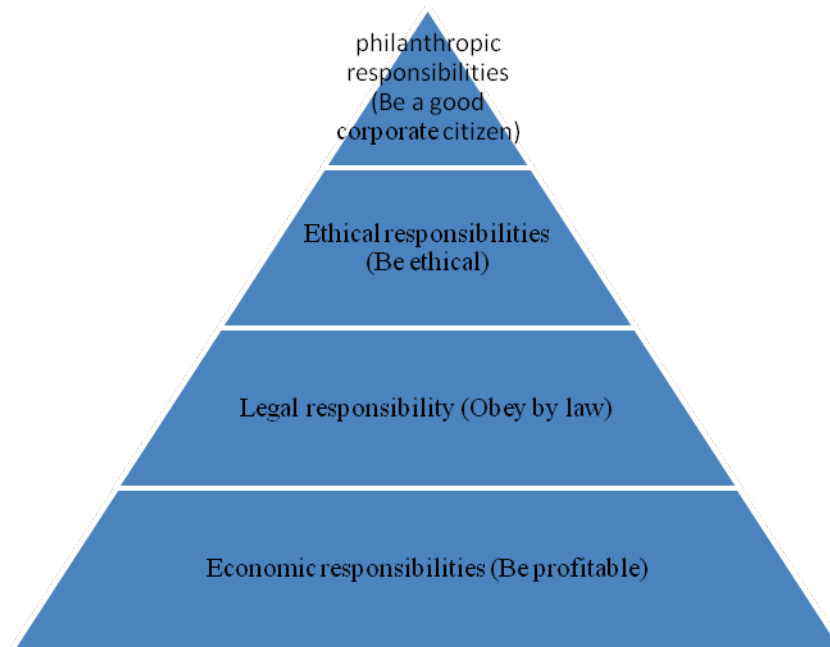 philanthropic
responsibilities
(Be a good
corporate citizen)
Ethical responsibilities
(Be ethical)
Legal responsibility (Obey by law)
Economic responsibilities (Be profitable)